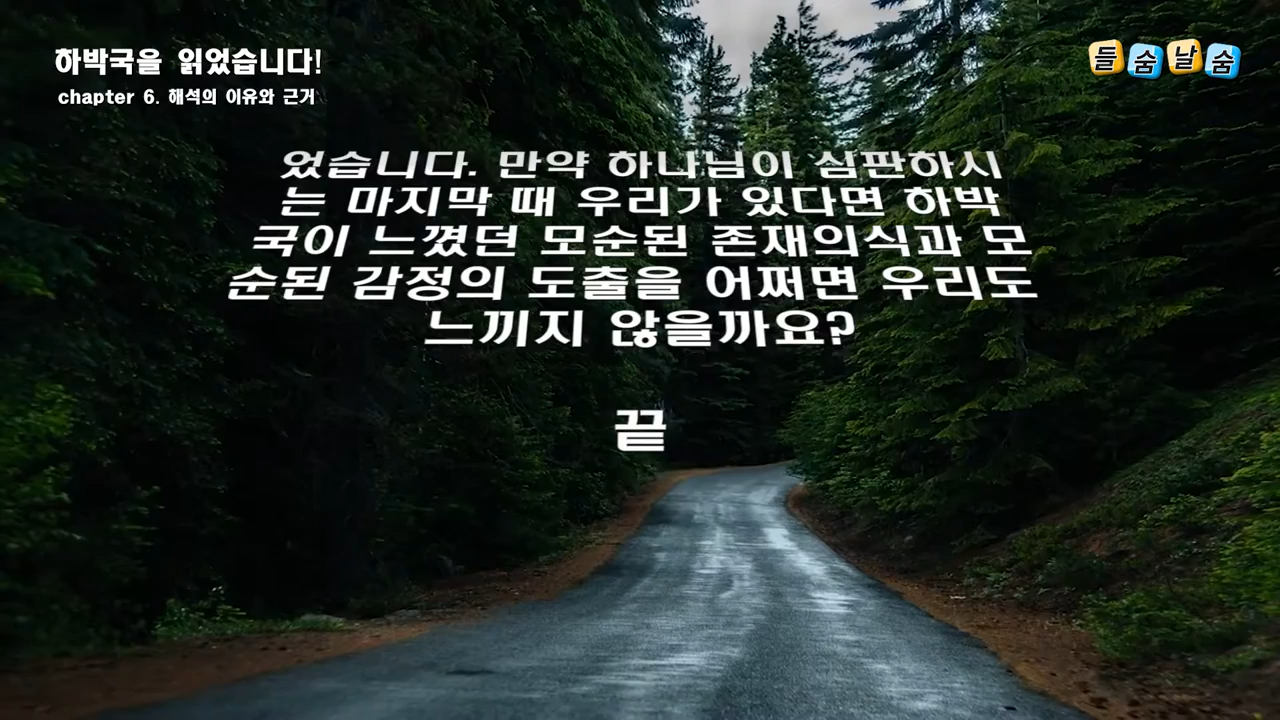 하박국을 읽었습니다!
chapter 6. 해석의 이유와 근거
들숨날숨
었습니다. 만약 하나님이 심판하시
는 마지막 때 우리가 있다면 하박
국이 느꼈던 모순된 존재의식과 모
순된 감정의 도출을 어쩌면 우리도
느끼지 않을까요?
끝